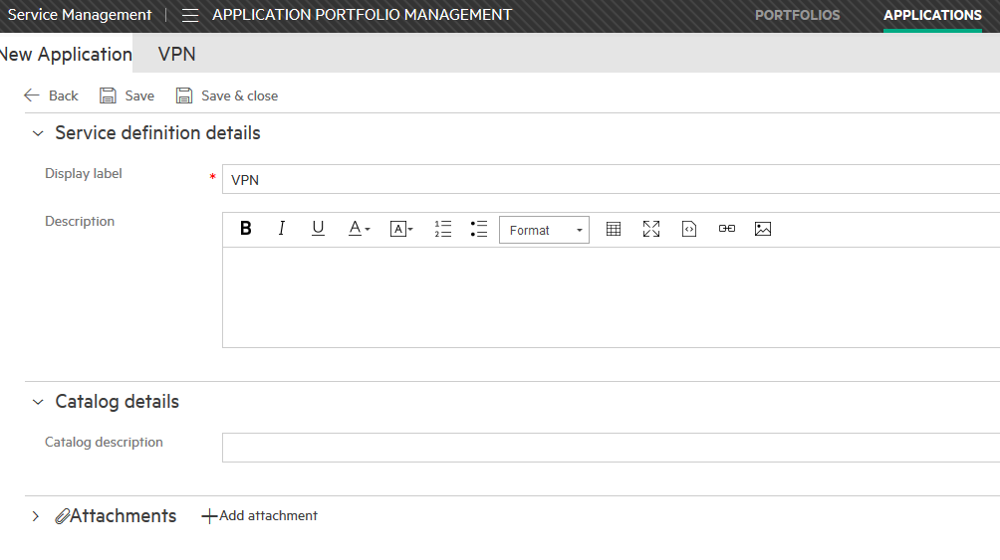 Service Management APPLICATION PORTFOLIO MANAGEMENT PORTFOLIOS APPLICATIONS
New Application VPN
Back Save Save & close
Service definition details
Display label * VPN
Description B I U A A Format
Catalog details
Catalog description
Attachments Add attachment